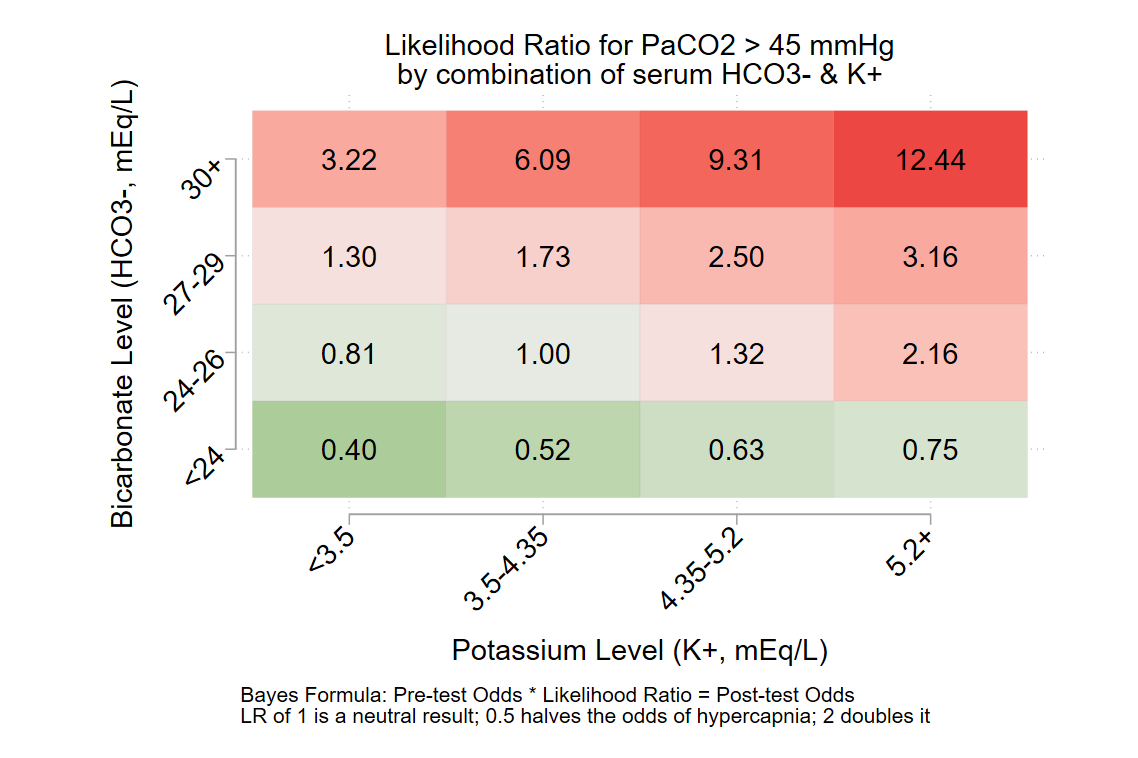 Likelihood Ratio for PaCO2 > 45 mmHg
by combination of serum HCO3- & K+
Bicarbonate Level (HCO3-, mEq/L)
30+
3.22 6.09 9.31 12.44
27-29
1.30 1.73 2.50 3.16
24-26
0.81 1.00 1.32 2.16
<24
0.40 0.52 0.63 0.75
<3.5 3.5-4.35 4.35-5.2 5.2+
Potassium Level (K+, mEq/L)
Bayes Formula: Pre-test Odds * Likelihood Ratio = Post-test Odds
LR of 1 is a neutral result; 0.5 halves the odds of hypercapnia; 2 doubles it